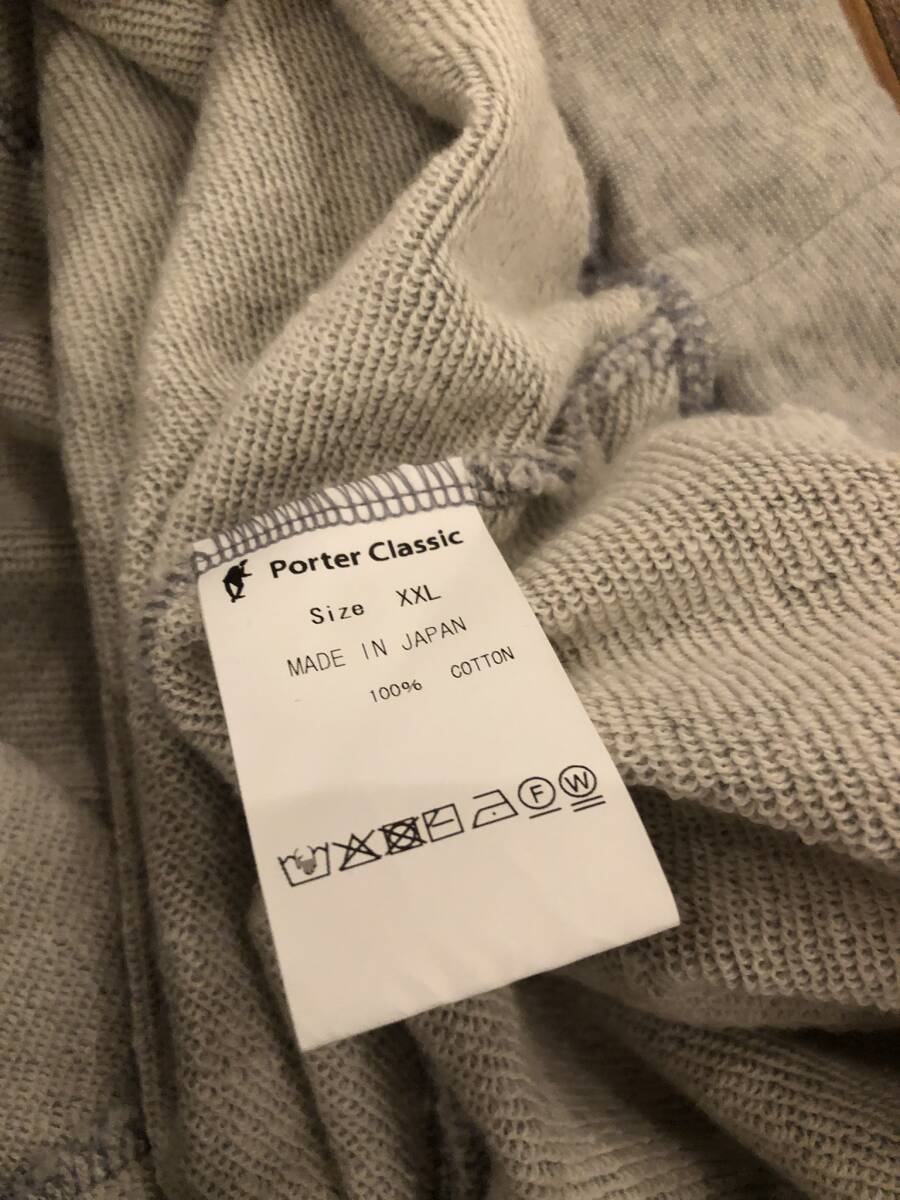 Porter Classic
Size XXL
MADE IN JAPAN
100% COTTON
F W